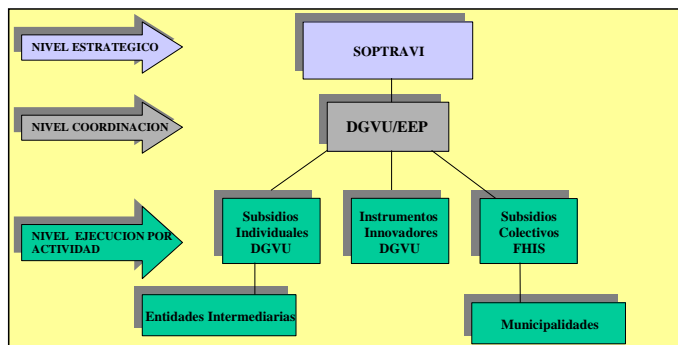 NIVEL ESTRATEGICO
SOPTRAVI
NIVEL COORDINACION
DGVU/EEP
NIVEL EJECUCION POR
ACTIVIDAD
Subsidios
Individuales
DGVU
Instrumentos
Innovadores
DGVU
Subsidios
Colectivos
FHIS
Entidades Intermediarias
Municipalidades